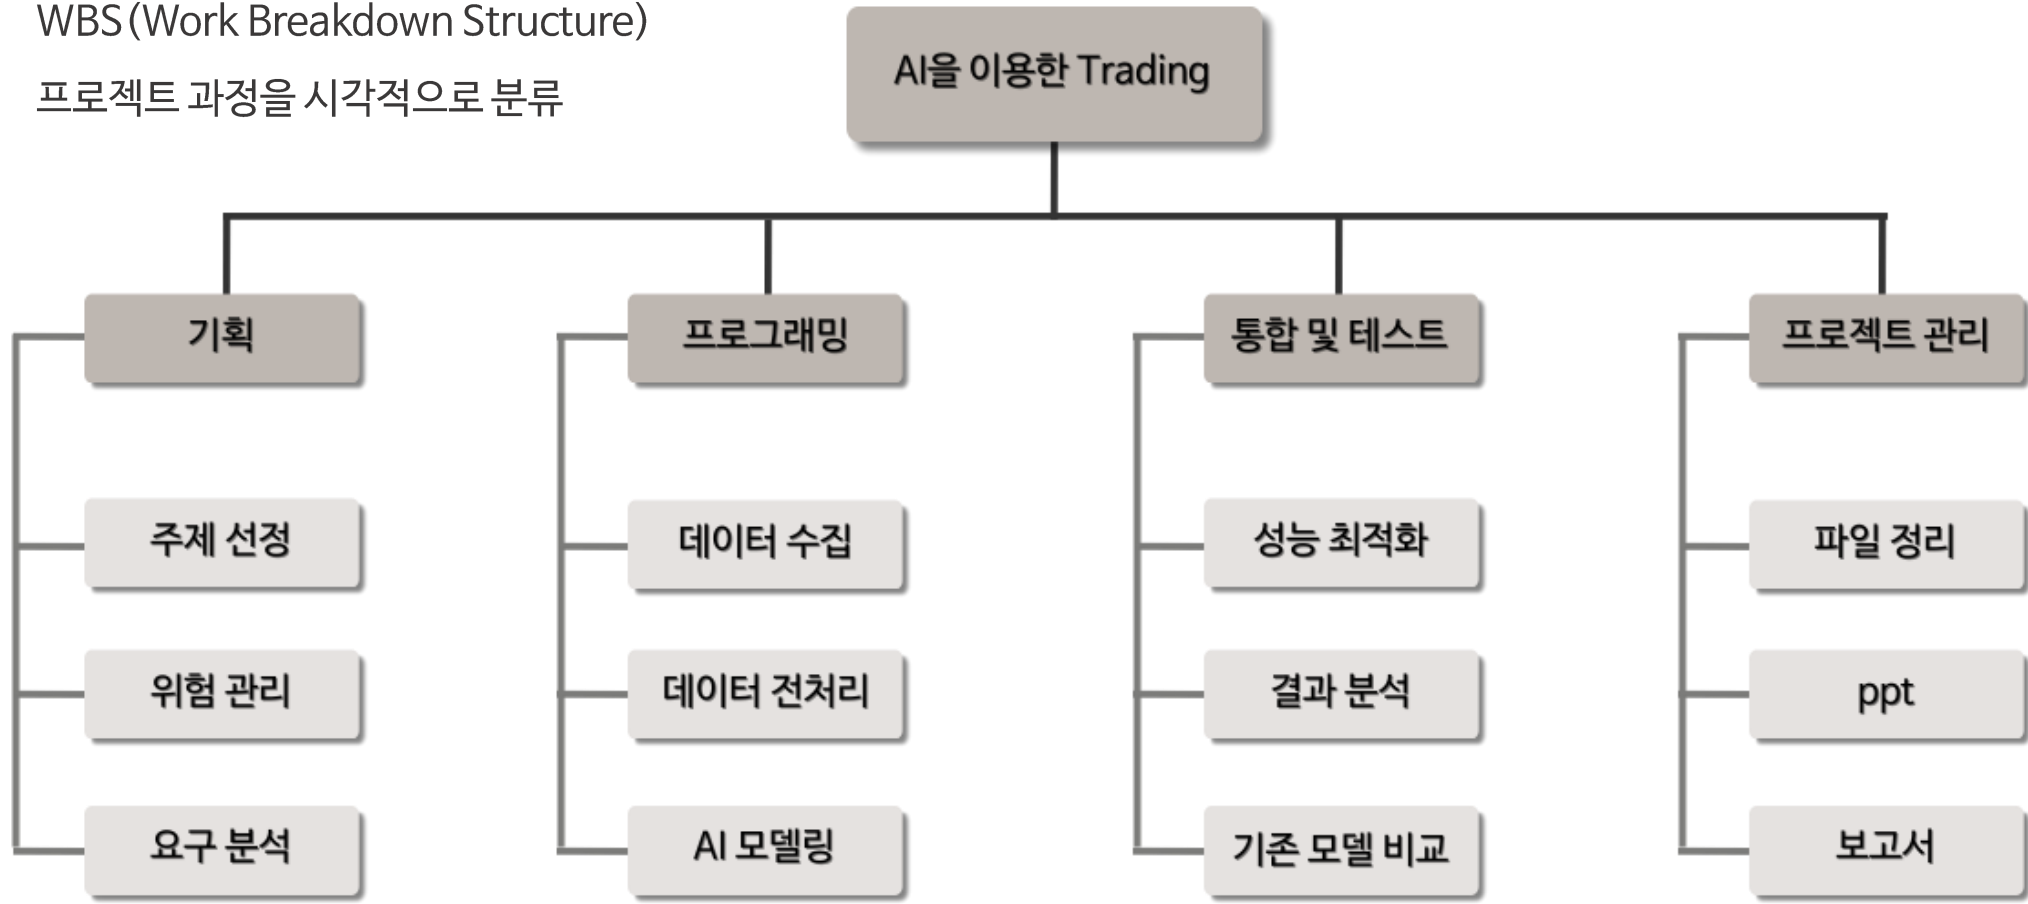 WBS(Work Breakdown Structure)
프로젝트 과정을 시각적으로 분류
AI을 이용한 Trading
기획
주제 선정
위험 관리
요구 분석
프로그래밍
데이터 수집
데이터 전처리
AI 모델링
통합 및 테스트
성능 최적화
결과 분석
기존 모델 비교
프로젝트 관리
파일 정리
ppt
보고서